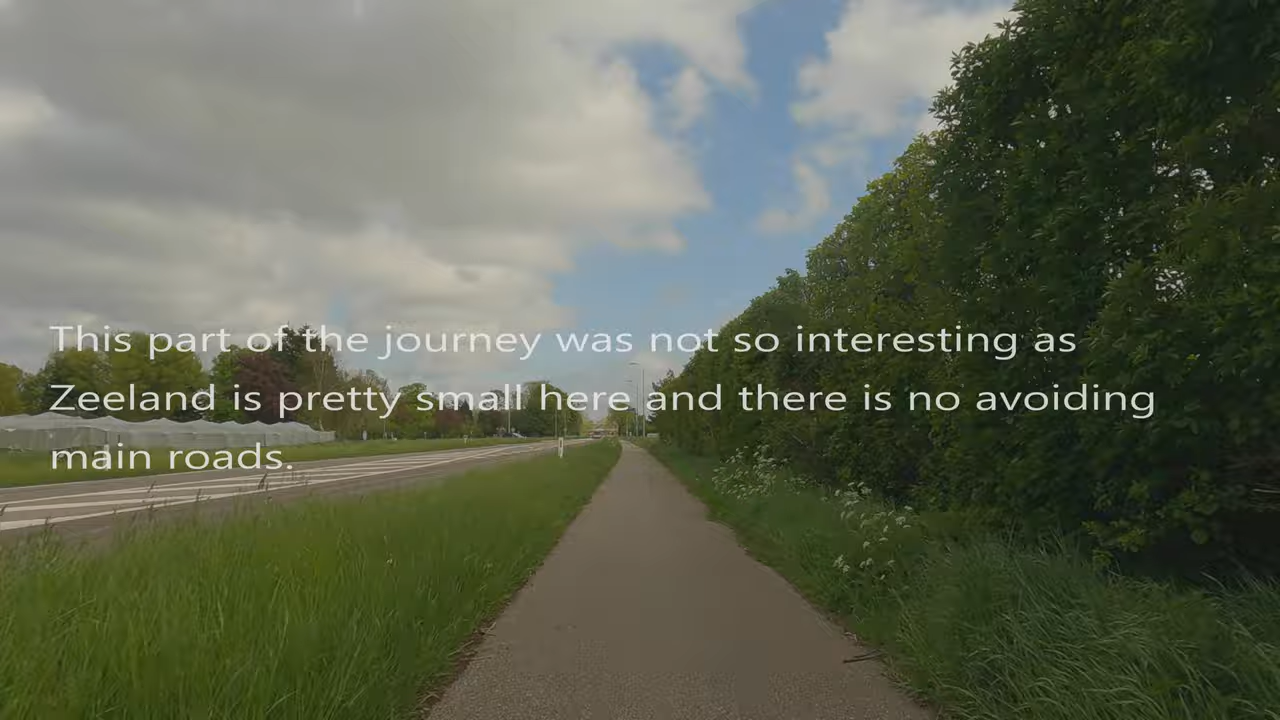 This part of the journey was not so interesting as
Zeeland is pretty small here and there is no avoiding
main roads.